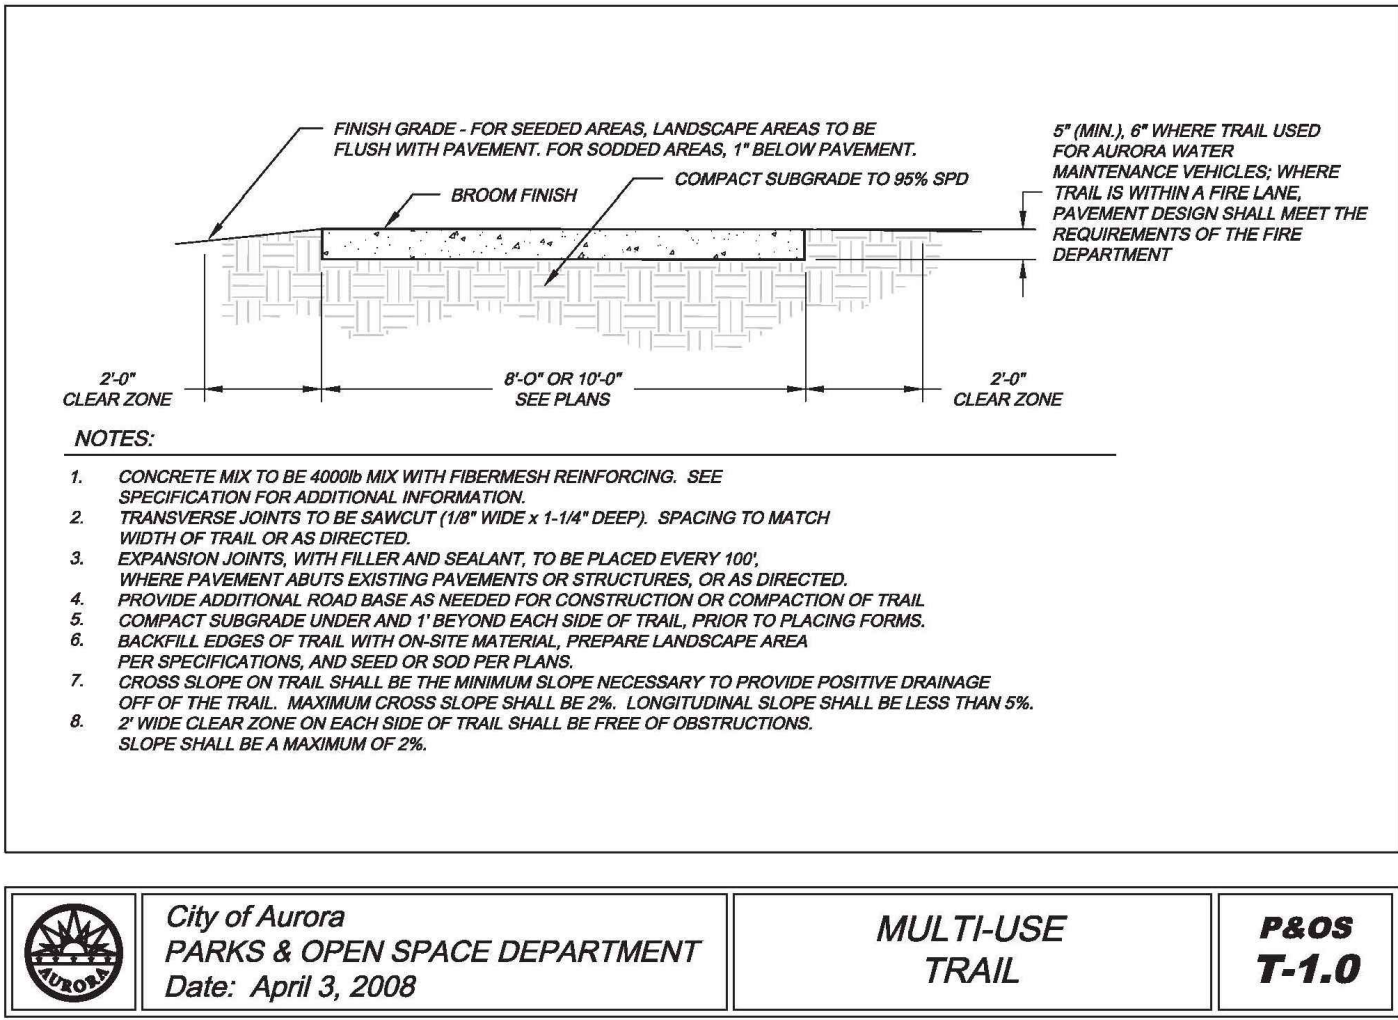 FINISH GRADE - FOR SEEDED AREAS, LANDSCAPE AREAS TO BE
FLUSH WITH PAVEMENT. FOR SODDED AREAS, 1" BELOW PAVEMENT.
COMPACT SUBGRADE TO 95% SPD
BROOM FINISH
5" (MIN.), 6" WHERE TRAIL USED
FOR AURORA WATER
MAINTENANCE VEHICLES; WHERE
TRAIL IS WITHIN A FIRE LANE,
PAVEMENT DESIGN SHALL MEET THE
REQUIREMENTS OF THE FIRE
DEPARTMENT
2'-0"
CLEAR ZONE
8'-O" OR 10'-0"
SEE PLANS
2'-0"
CLEAR ZONE
NOTES:
1. CONCRETE MIX TO BE 4000lb MIX WITH FIBERMESH REINFORCING. SEE
SPECIFICATION FOR ADDITIONAL INFORMATION.
2. TRANSVERSE JOINTS TO BE SAWCUT (1/8" WIDE x 1-1/4" DEEP). SPACING TO MATCH
WIDTH OF TRAIL OR AS DIRECTED.
3. EXPANSION JOINTS, WITH FILLER AND SEALANT, TO BE PLACED EVERY 100',
WHERE PAVEMENT ABUTS EXISTING PAVEMENTS OR STRUCTURES, OR AS DIRECTED.
4. PROVIDE ADDITIONAL ROAD BASE AS NEEDED FOR CONSTRUCTION OR COMPACTION OF TRAIL
5. COMPACT SUBGRADE UNDER AND 1' BEYOND EACH SIDE OF TRAIL, PRIOR TO PLACING FORMS.
6. BACKFILL EDGES OF TRAIL WITH ON-SITE MATERIAL, PREPARE LANDSCAPE AREA
PER SPECIFICATIONS, AND SEED OR SOD PER PLANS.
7. CROSS SLOPE ON TRAIL SHALL BE THE MINIMUM SLOPE NECESSARY TO PROVIDE POSITIVE DRAINAGE
OFF OF THE TRAIL. MAXIMUM CROSS SLOPE SHALL BE 2%. LONGITUDINAL SLOPE SHALL BE LESS THAN 5%.
8. 2' WIDE CLEAR ZONE ON EACH SIDE OF TRAIL SHALL BE FREE OF OBSTRUCTIONS.
SLOPE SHALL BE A MAXIMUM OF 2%.
AURORA
City of Aurora
PARKS & OPEN SPACE DEPARTMENT
Date: April 3, 2008
MULTI-USE
TRAIL
P&OS
T-1.0